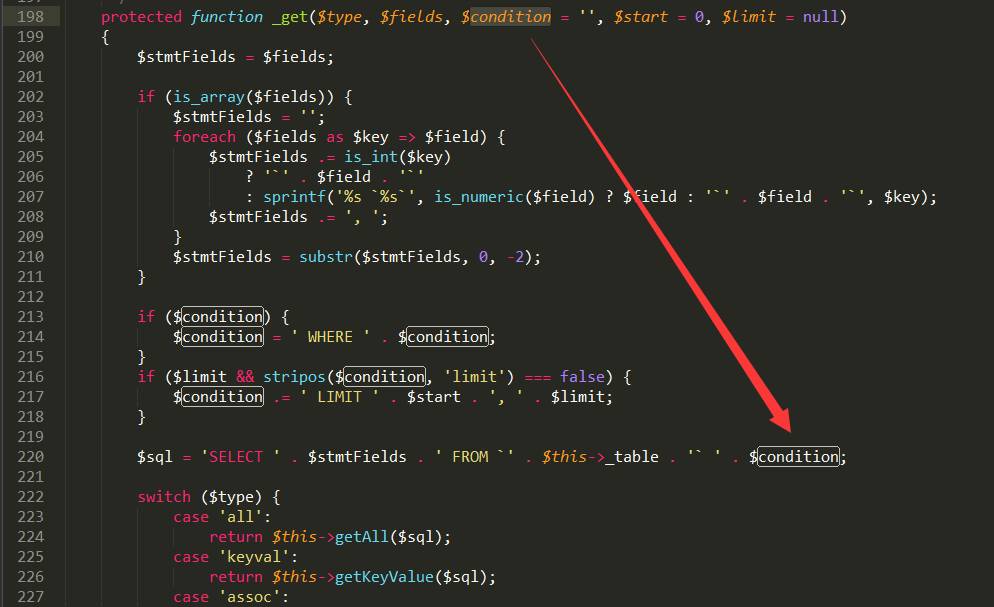 198 protected function _get($type, $fields, $condition = '', $start = 0, $limit = null)
199 {
200 $stmtFields = $fields;
201
202 if (is_array($fields)) {
203 $stmtFields = '';
204 foreach ($fields as $key => $field) {
205 $stmtFields .= is_int($key)
206 ? '`' . $field . '`'
207 : sprintf('%s `%s`', is_numeric($field) ? $field : '`' . $field . '`', $key);
208 $stmtFields .= ', ';
209 }
210 $stmtFields = substr($stmtFields, 0, -2);
211 }
212
213 if ($condition) {
214 $condition = ' WHERE ' . $condition;
215 }
216 if ($limit && stripos($condition, 'limit') === false) {
217 $condition .= ' LIMIT ' . $start . ', ' . $limit;
218 }
219
220 $sql = 'SELECT ' . $stmtFields . ' FROM `' . $this->_table . '` ' . $condition;
221
222 switch ($type) {
223 case 'all':
224 return $this->getAll($sql);
225 case 'keyval':
226 return $this->getKeyValue($sql);
227 case 'assoc':